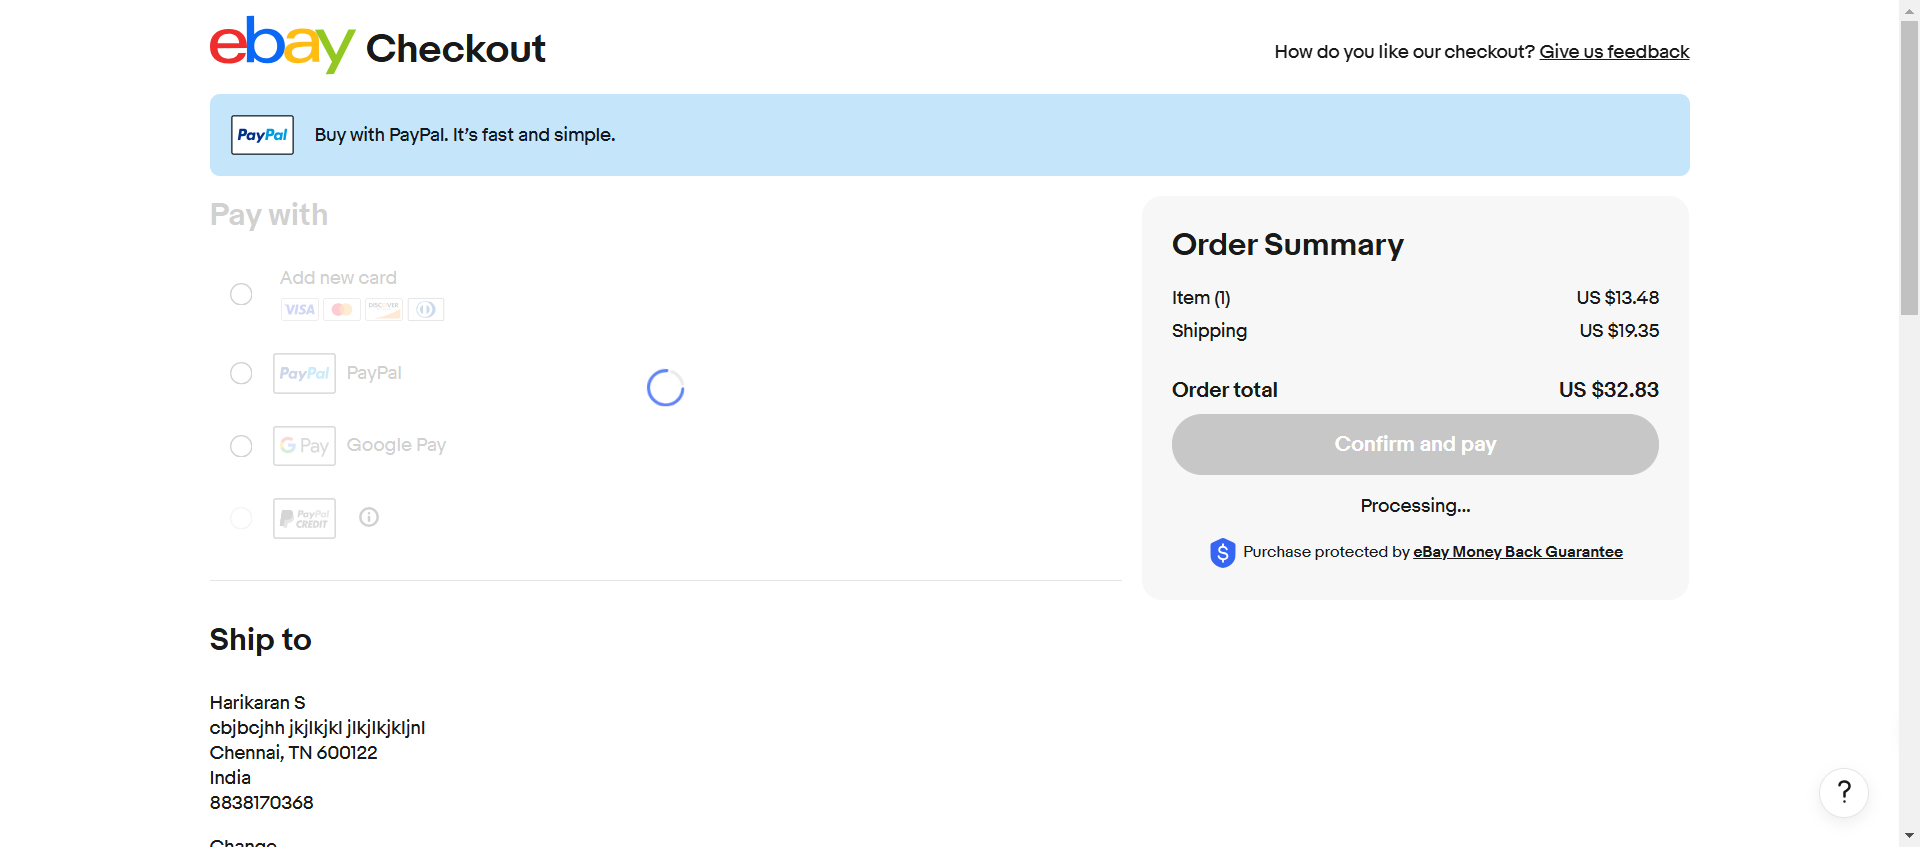 ebay Checkout
How do you like our checkout? Give us feedback
PayPal Buy with PayPal. It’s fast and simple.
Pay with
Add new card
VISA DISCOVER
PayPal PayPal
G Pay Google Pay
PayPal CREDIT
Order Summary
Item (1) US $13.48
Shipping US $19.35
Order total US $32.83
Confirm and pay
Processing...
Purchase protected by eBay Money Back Guarantee
Ship to
Harikaran S
cbjbcjhh jkjlkjkl jlkjlkjkljnl
Chennai, TN 600122
India
8838170368
Change
?